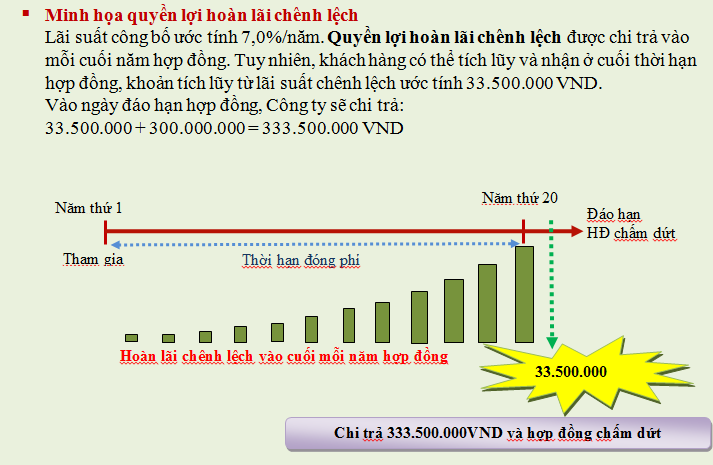 Minh họa quyền lợi hoàn lãi chênh lệch
Lãi suất công bố ước tính 7,0%/năm. Quyền lợi hoàn lãi chênh lệch được chi trả vào
mỗi cuối năm hợp đồng. Tuy nhiên, khách hàng có thể tích lũy và nhận ở cuối thời hạn
hợp đồng, khoản tích lũy từ lãi suất chênh lệch ước tính 33.500.000 VND.
Vào ngày đáo hạn hợp đồng, Công ty sẽ chi trả:
33.500.000 + 300.000.000 = 333.500.000 VND
Năm thứ 1
Năm thứ 20
Đáo hạn
HĐ chấm dứt
Tham gia
Thời hạn đóng phí
Hoàn lãi chênh lệch vào cuối mỗi năm hợp đồng
33.500.000
Chi trả 333.500.000VND và hợp đồng chấm dứt